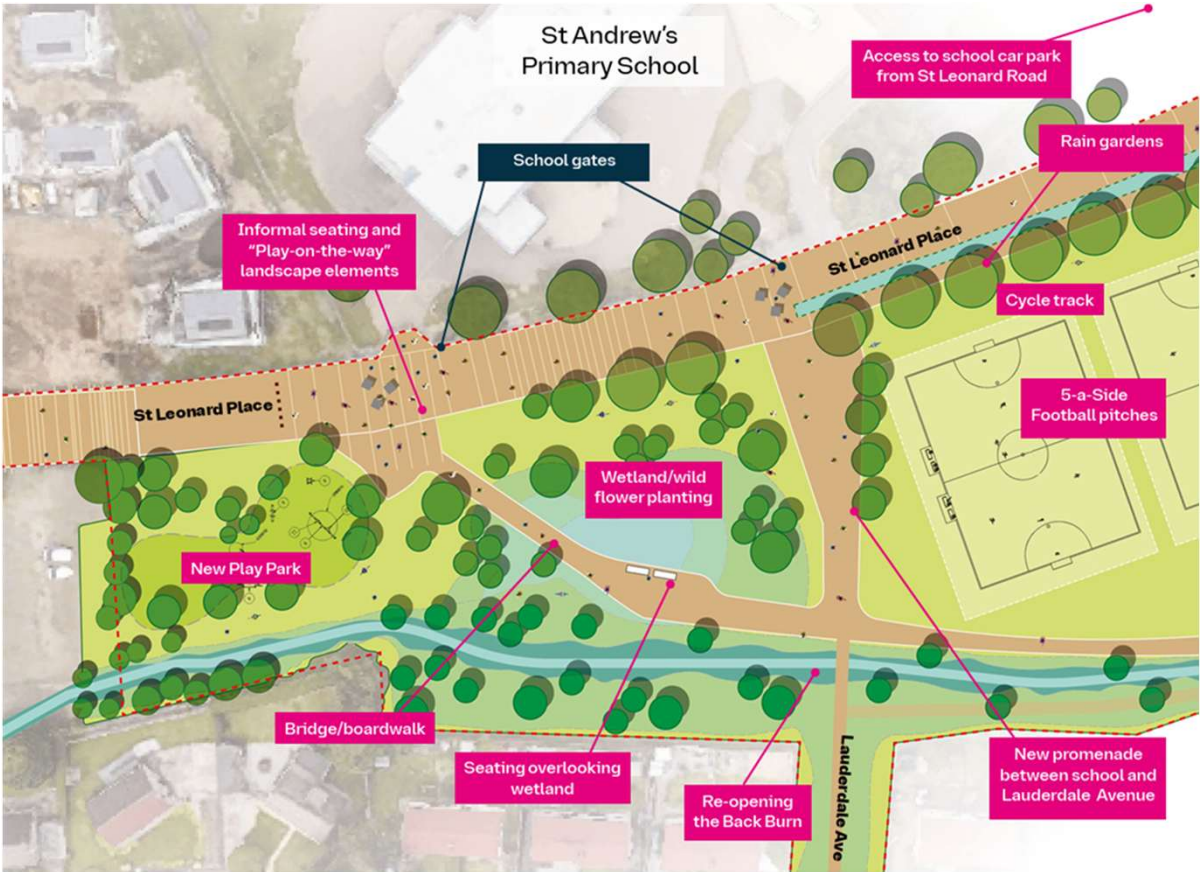 St Andrew's
Primary School
Access to school car park
from St Leonard Road
Rain gardens
School gates
Informal seating and
“Play-on-the-way”
landscape elements
St Leonard Place
Cycle track
5-a-Side
Football pitches
St Leonard Place
Wetland/wild
flower planting
New Play Park
Bridge/boardwalk
Seating overlooking
wetland
Re-opening
the Back Burn
Lauderdale Ave
New promenade
between school and
Lauderdale Avenue